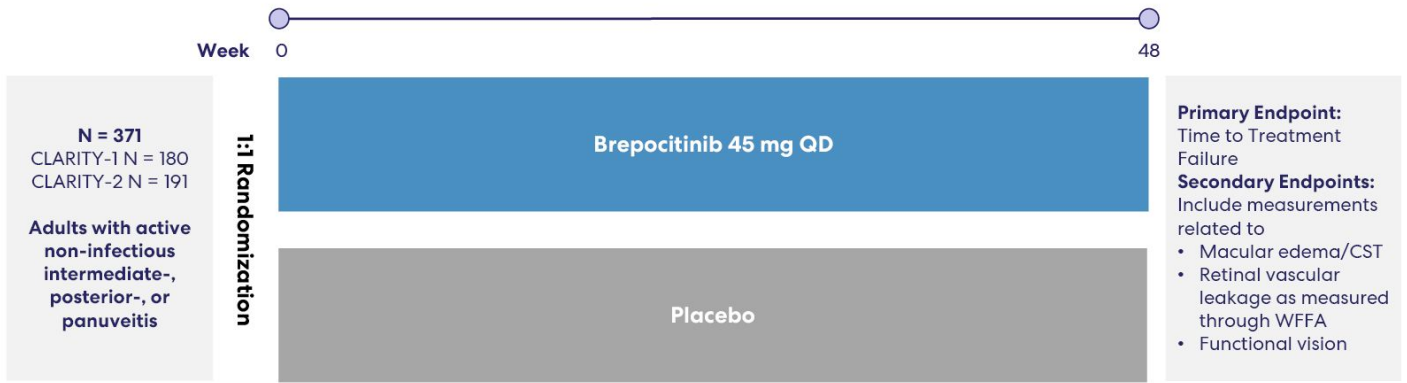 Week 0 48
N = 371
CLARITY-1 N = 180
CLARITY-2 N = 191
Adults with active
non-infectious
intermediate-,
posterior-, or
panuveitis
1:1 Randomization
Brepocitinib 45 mg QD
Placebo
Primary Endpoint:
Time to Treatment
Failure
Secondary Endpoints:
Include measurements
related to
• Macular edema/CST
• Retinal vascular
leakage as measured
through WFFA
• Functional vision